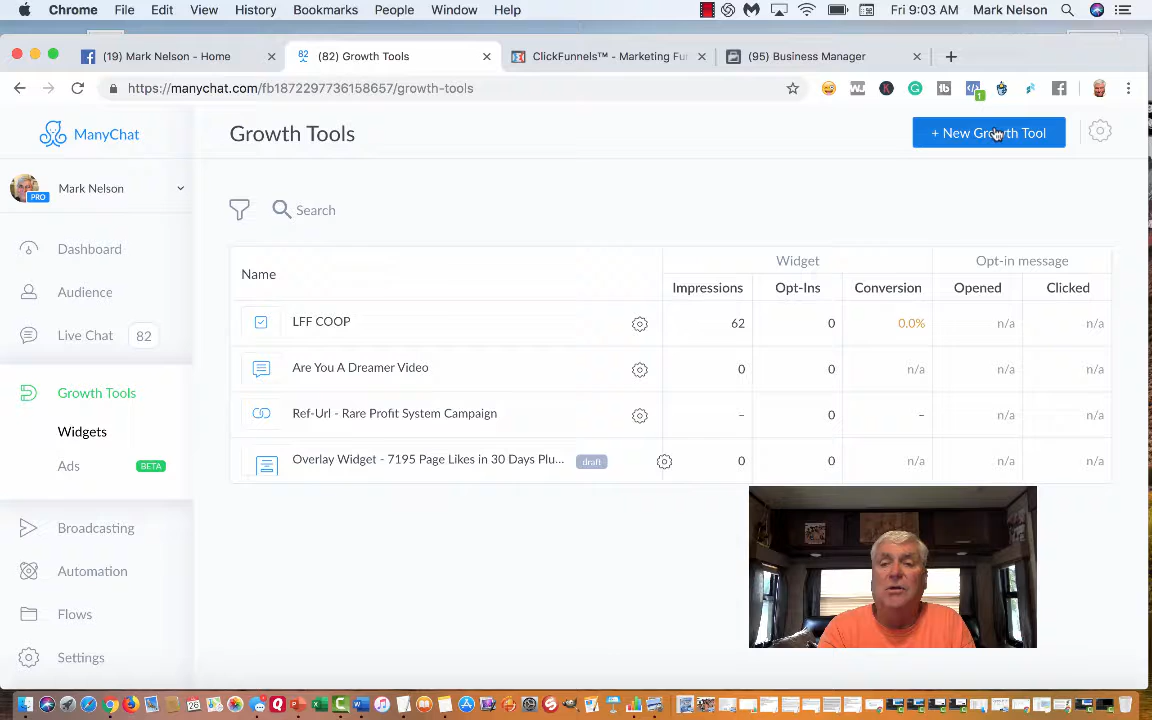 Chrome File Edit View History Bookmarks People Window Help Fri 9:03 AM Mark Nelson
(19) Mark Nelson - Home
82 (82) Growth Tools
ClickFunnels™ - Marketing Fu
(95) Business Manager
https://manychat.com/fb1872297736158657/growth-tools
ManyChat
Growth Tools
+ New Growth Tool
PRO
Mark Nelson
Search
Dashboard
Audience
Live Chat 82
Growth Tools
Widgets
Ads BETA
Broadcasting
Automation
Flows
Settings
Widget Opt-in message
Name Impressions Opt-Ins Conversion Opened Clicked
LFF COOP 62 0 0.0% n/a n/a
Are You A Dreamer Video 0 0 n/a n/a n/a
Ref-Url - Rare Profit System Campaign – 0 – n/a n/a
Overlay Widget - 7195 Page Likes in 30 Days Plu... draft 0 0 n/a n/a n/a